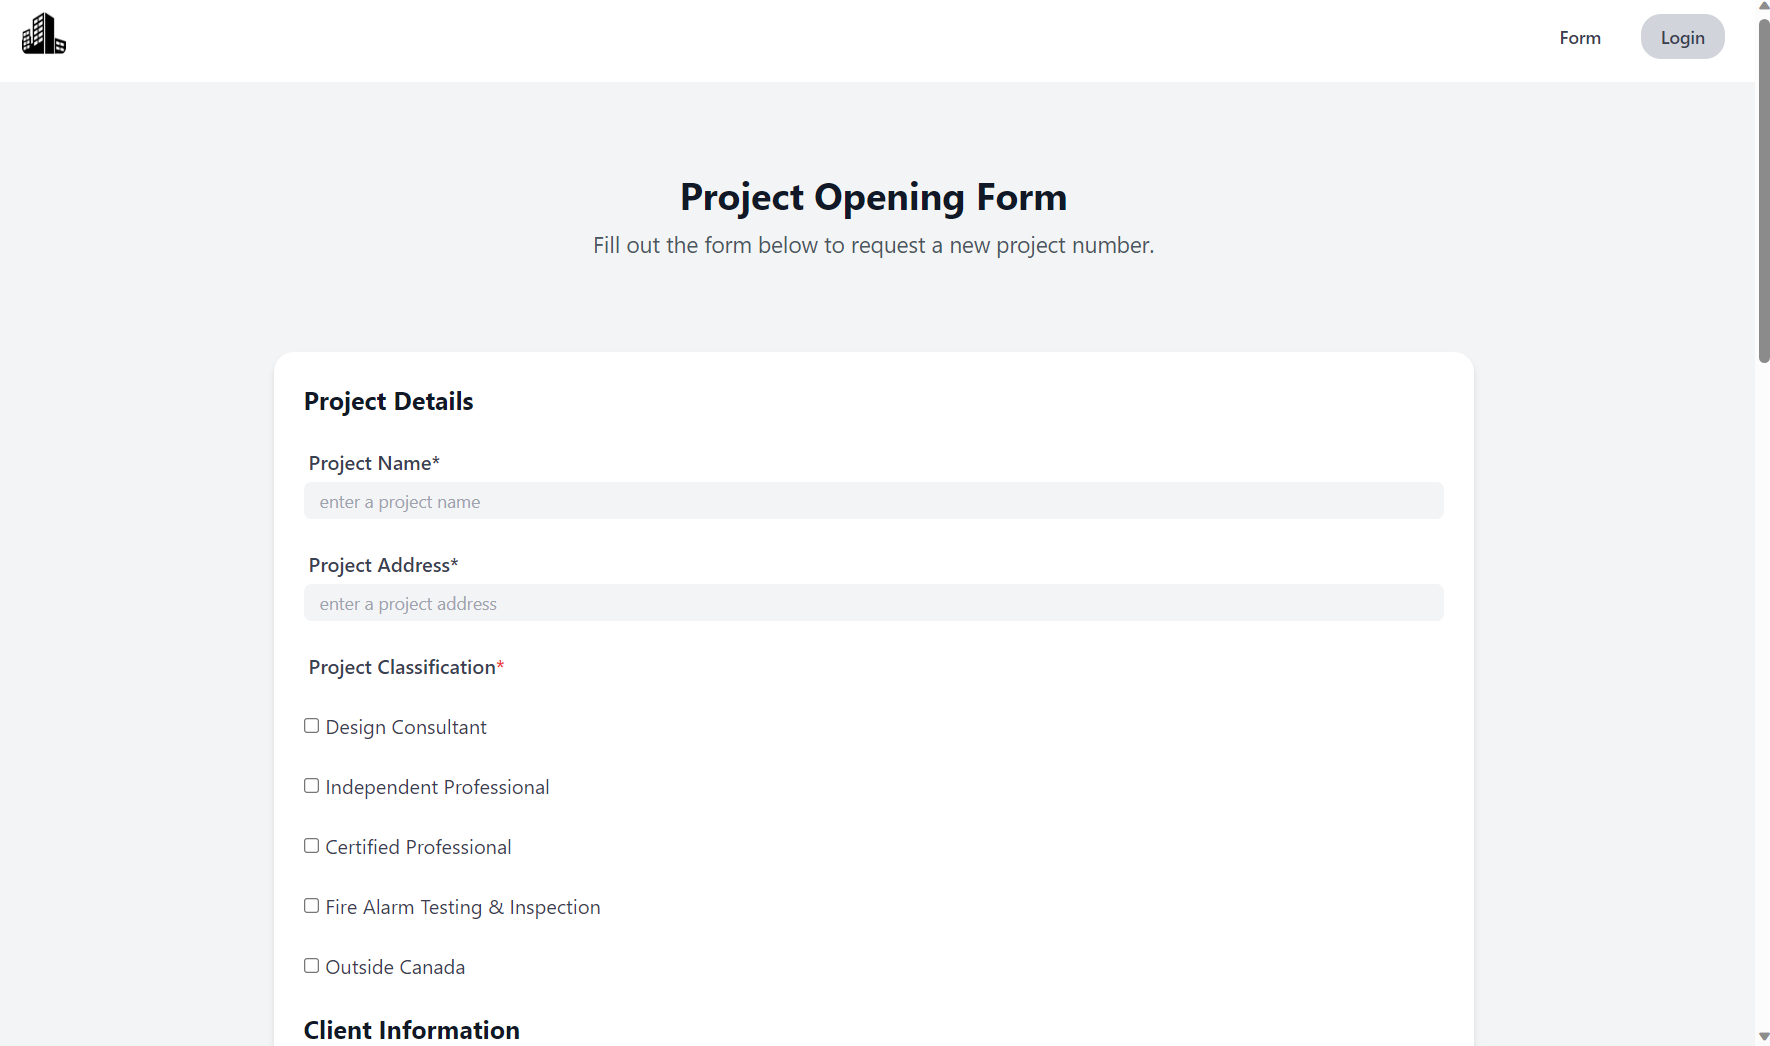 Form
Login
Project Opening Form
Fill out the form below to request a new project number.
Project Details
Project Name*
enter a project name
Project Address*
enter a project address
Project Classification*
Design Consultant
Independent Professional
Certified Professional
Fire Alarm Testing & Inspection
Outside Canada
Client Information